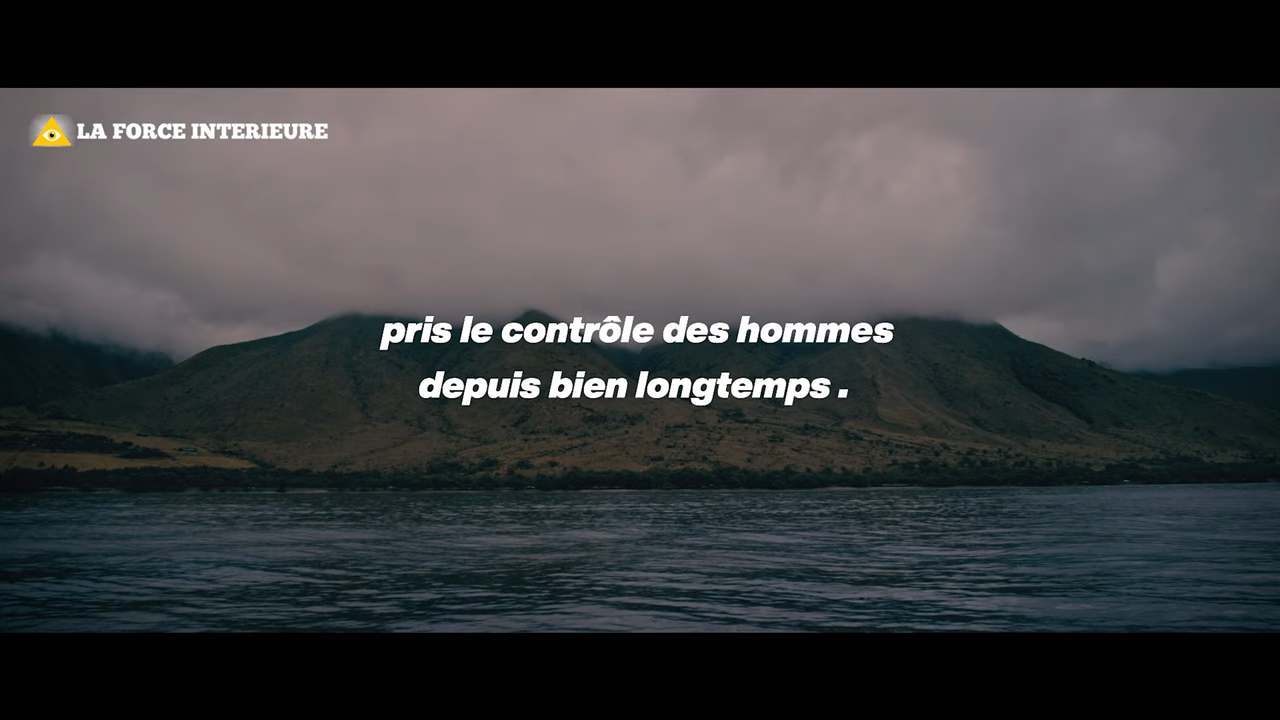 LA FORCE INTERIEURE
pris le contrôle des hommes
depuis bien longtemps .